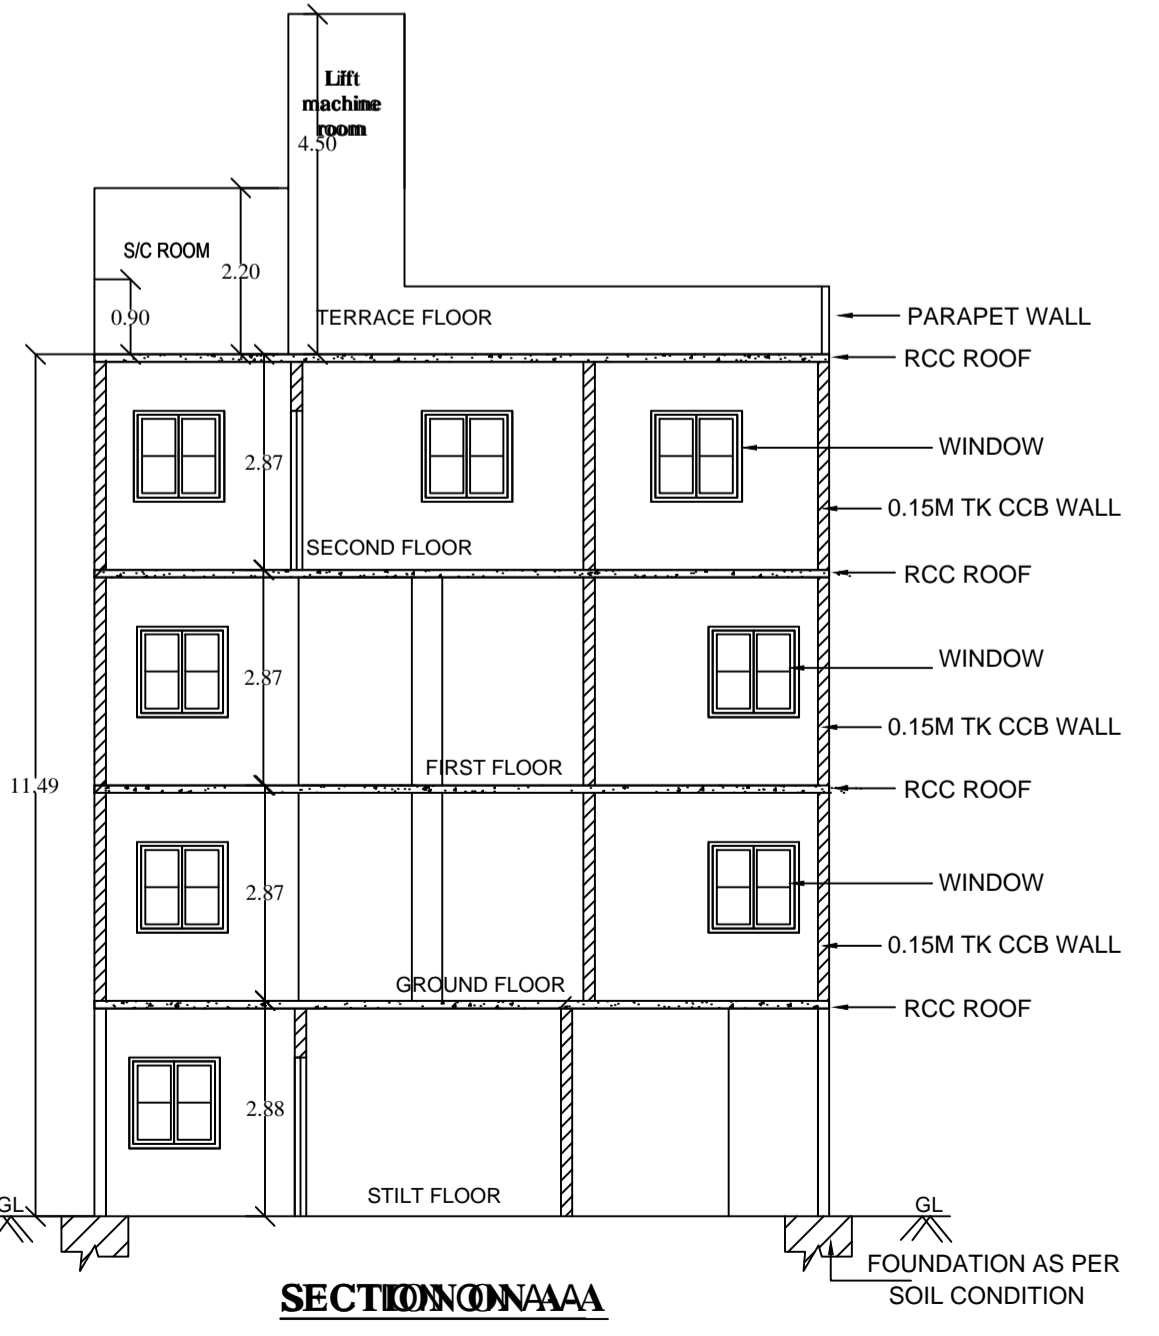 Lift
machine
room
4.50
S/C ROOM
2.20
0.90
TERRACE FLOOR
PARAPET WALL
RCC ROOF
WINDOW
2.87
0.15M TK CCB WALL
SECOND FLOOR
RCC ROOF
WINDOW
2.87
0.15M TK CCB WALL
FIRST FLOOR
11.49
RCC ROOF
WINDOW
2.87
0.15M TK CCB WALL
GROUND FLOOR
RCC ROOF
2.88
STILT FLOOR
GL
GL
FOUNDATION AS PER
SOIL CONDITION